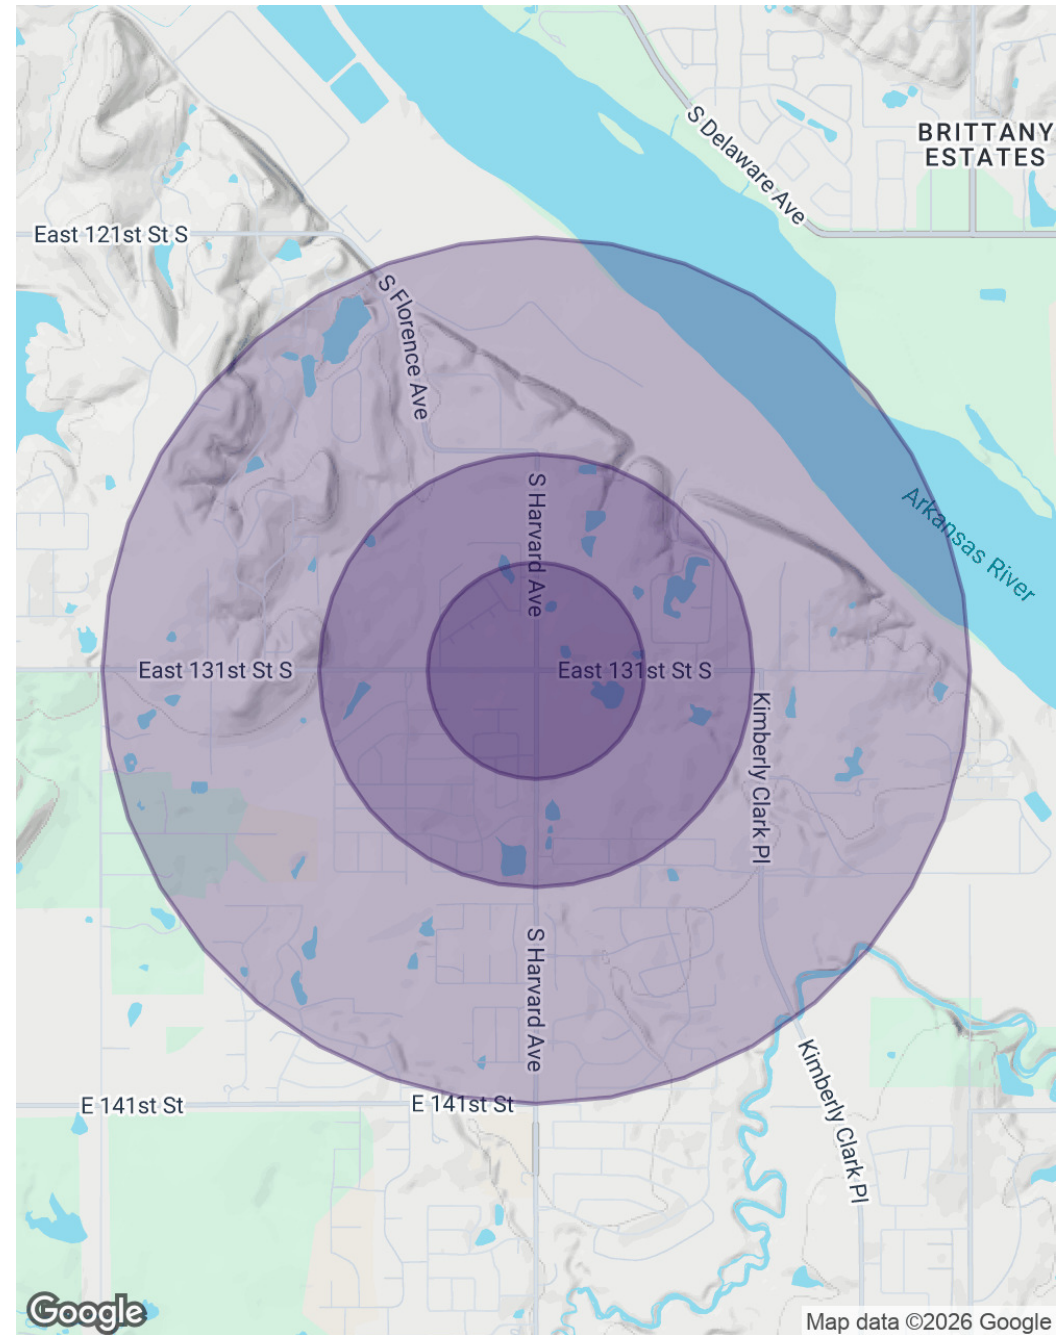 S Delaware Ave
BRITTANY
ESTATES
East 121st St S
S Florence Ave
S Harvard Ave
Arkansas River
East 131st St S
East 131st St S
Kimberly Clark Pl
S Harvard Ave
Kimberly Clark Pl
E 141st St
E 141st St
Google
Map data ©2026 Google